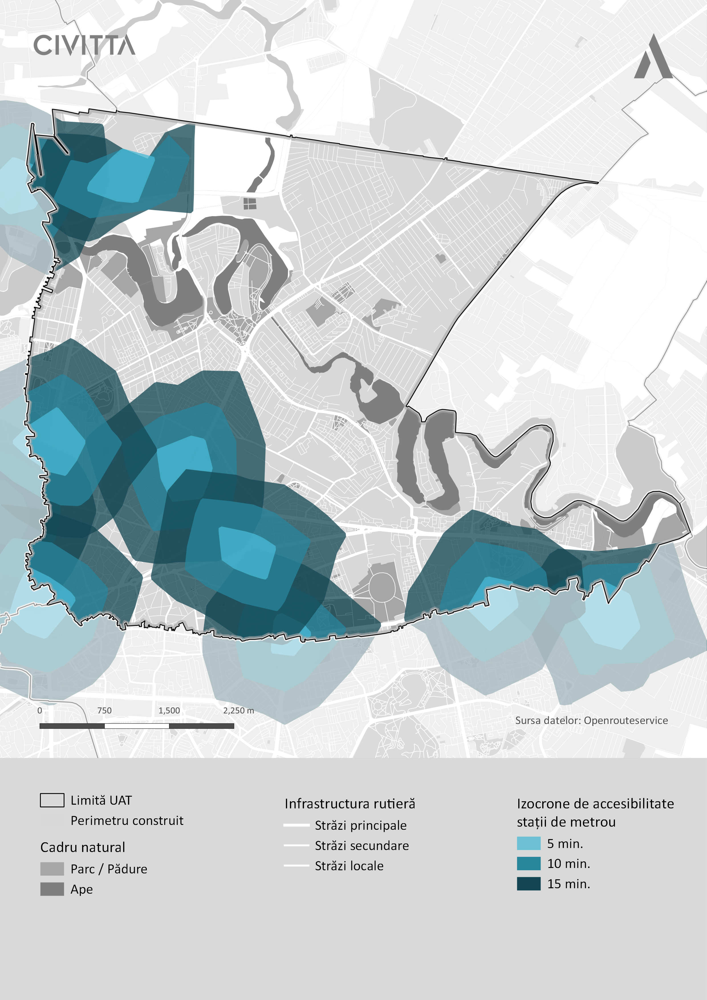 CIVITTA
0 750 1,500 2,250 m
Sursa datelor: Openrouteservice
Limită UAT
Perimetru construit
Cadru natural
Parc / Pădure
Ape
Infrastructura rutieră
Străzi principale
Străzi secundare
Străzi locale
Izocrone de accesibilitate
stații de metrou
5 min.
10 min.
15 min.